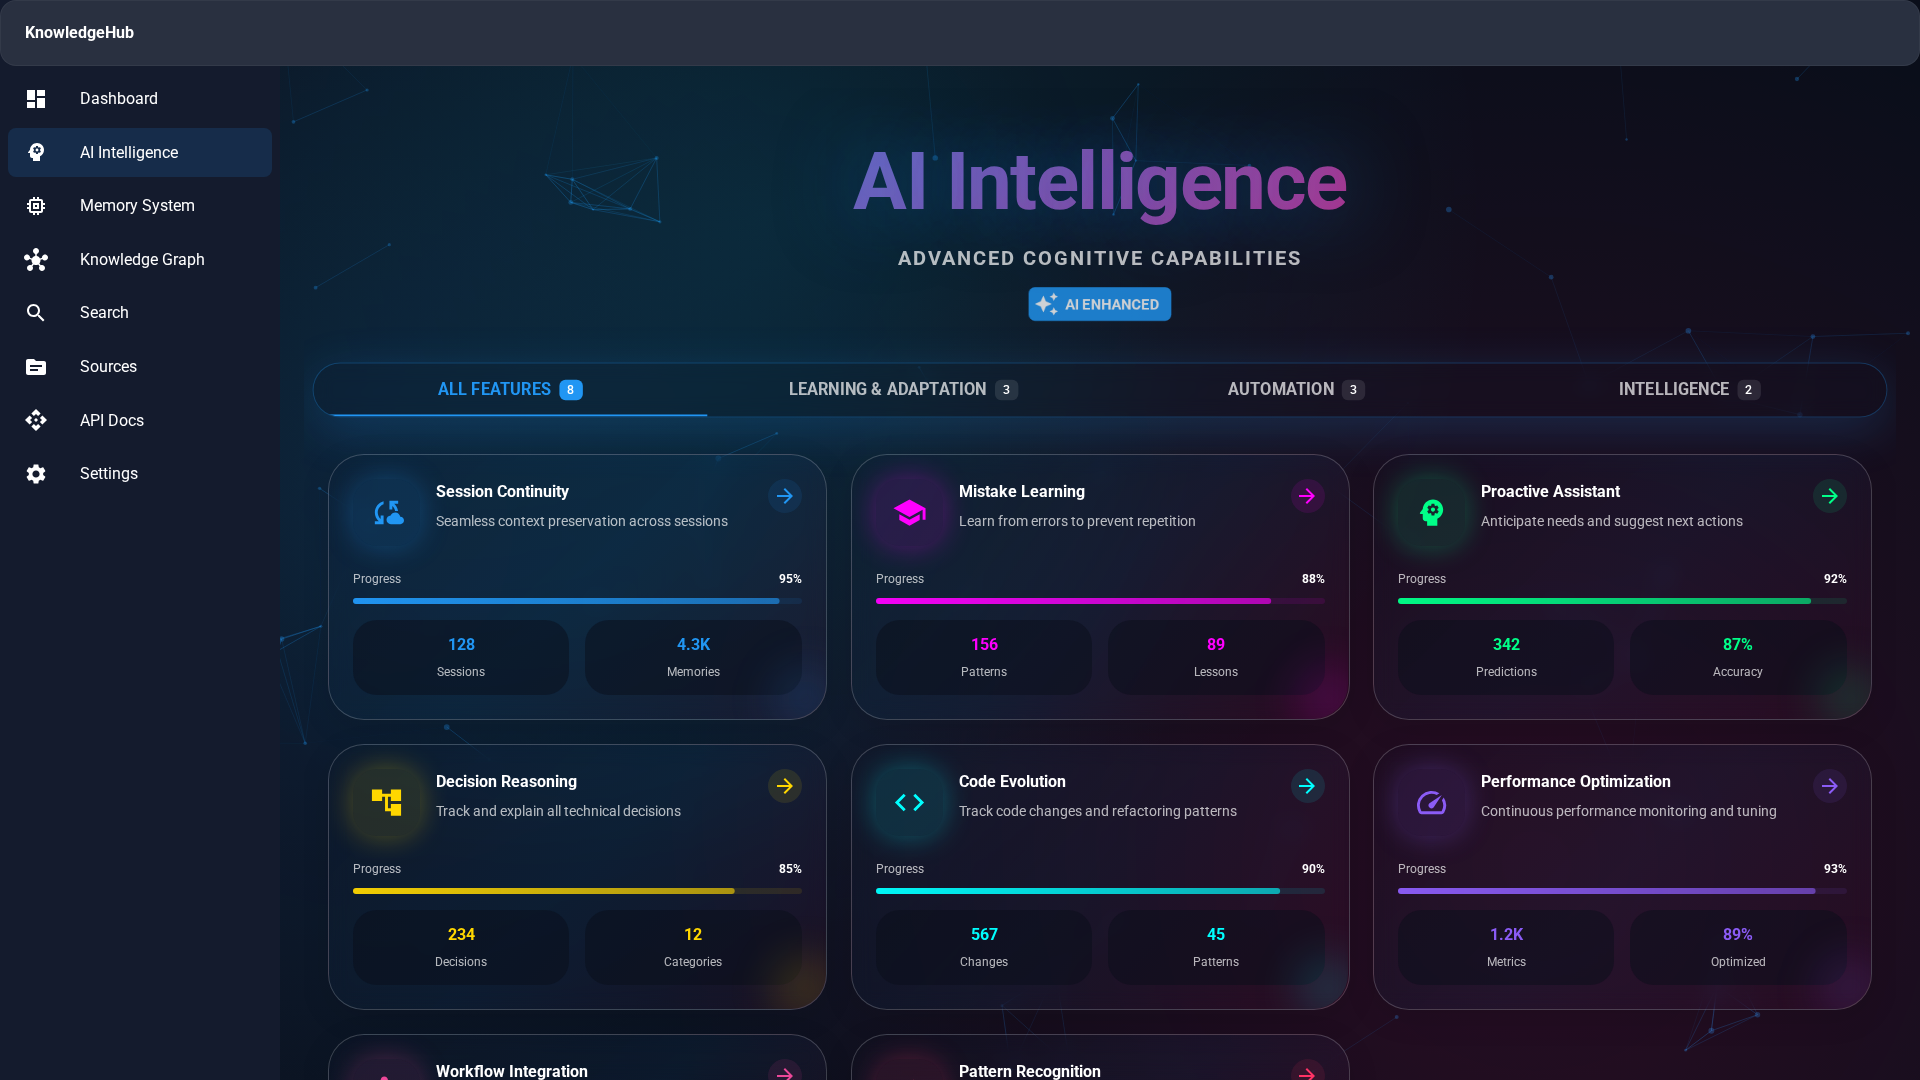 KnowledgeHub
Dashboard
AI Intelligence
Memory System
Knowledge Graph
Search
Sources
API Docs
Settings
AI Intelligence
ADVANCED COGNITIVE CAPABILITIES
AI ENHANCED
ALL FEATURES 8
LEARNING & ADAPTATION 3
AUTOMATION 3
INTELLIGENCE 2
Session Continuity
Seamless context preservation across sessions
Progress 95%
128
Sessions
4.3K
Memories
Mistake Learning
Learn from errors to prevent repetition
Progress 88%
156
Patterns
89
Lessons
Proactive Assistant
Anticipate needs and suggest next actions
Progress 92%
342
Predictions
87%
Accuracy
Decision Reasoning
Track and explain all technical decisions
Progress 85%
234
Decisions
12
Categories
Code Evolution
Track code changes and refactoring patterns
Progress 90%
567
Changes
45
Patterns
Performance Optimization
Continuous performance monitoring and tuning
Progress 93%
1.2K
Metrics
89%
Optimized
Workflow Integration
Pattern Recognition